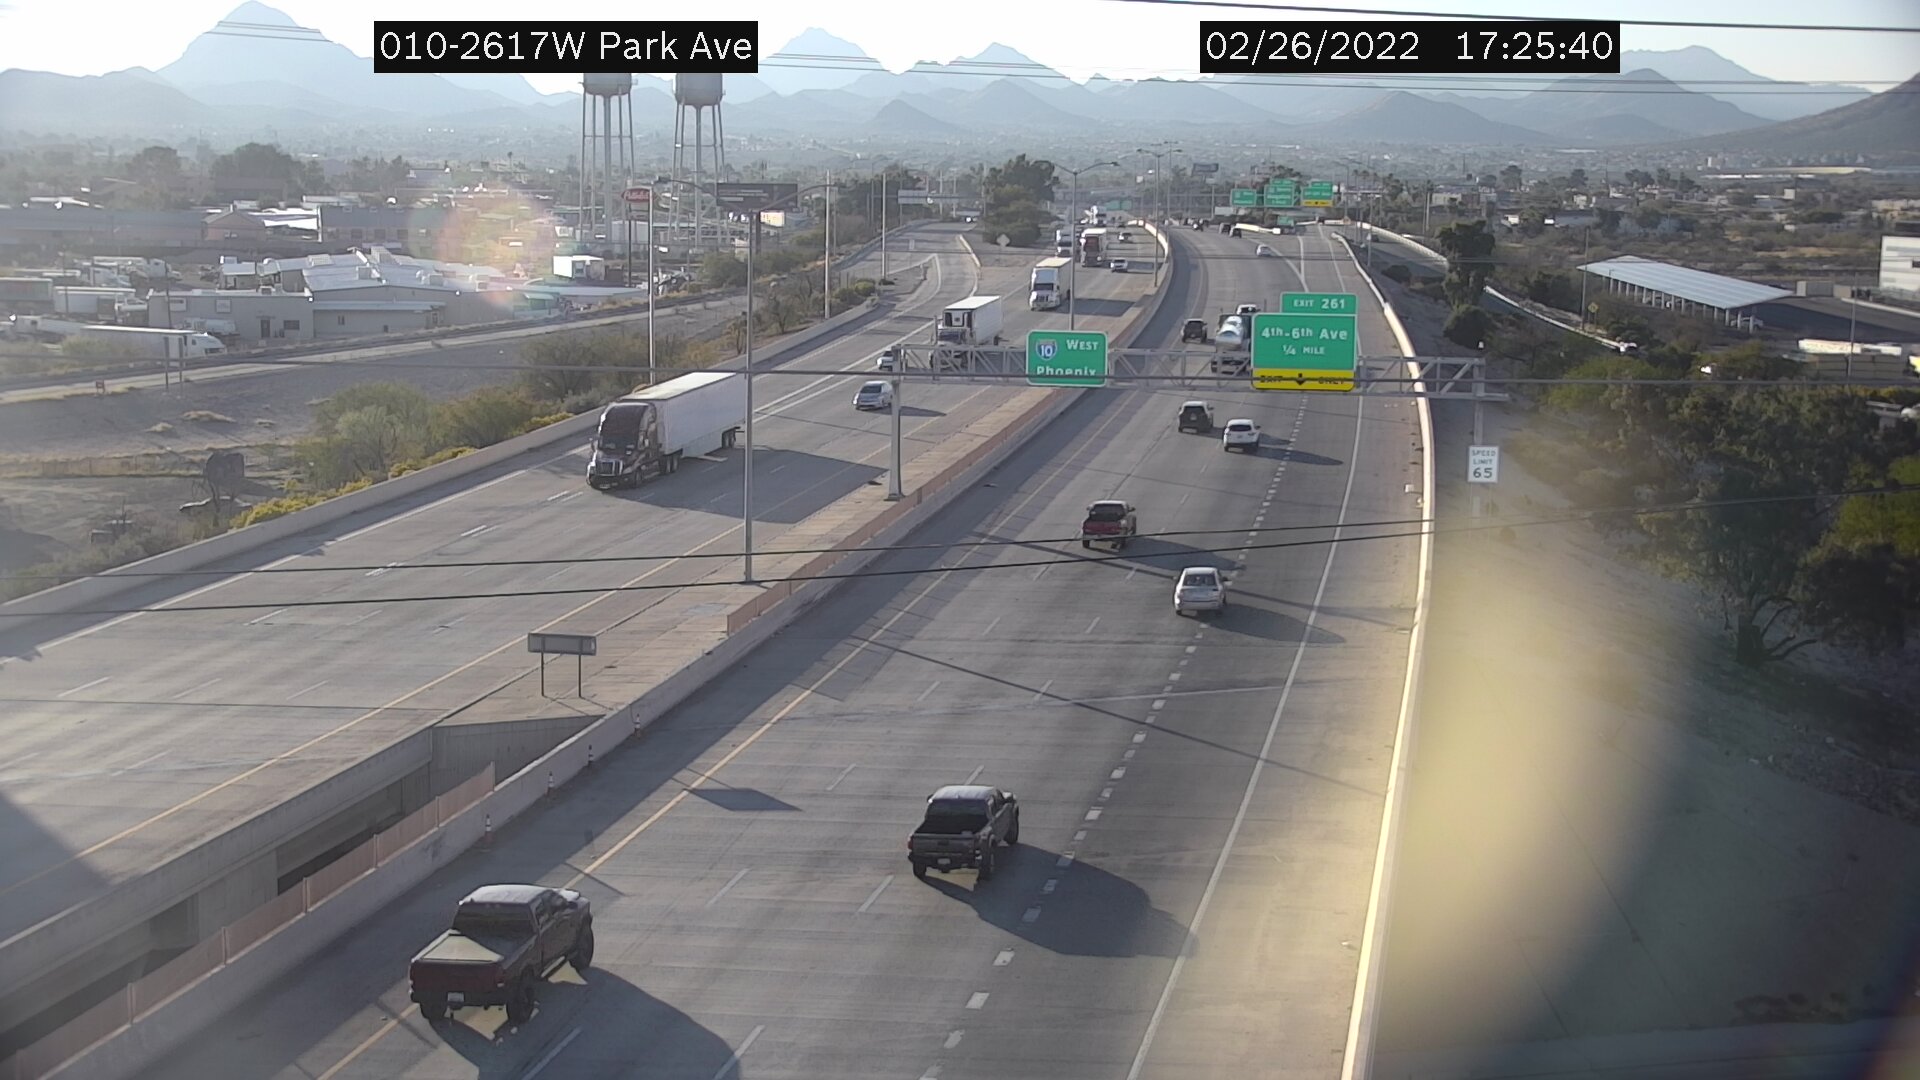 010-2617W Park Ave
02/26/2022 17:25:40
EXIT 261
4th-6th Ave
1/4 MILE
EXIT ONLY
10 WEST
Phoenix
SPEED
LIMIT
65